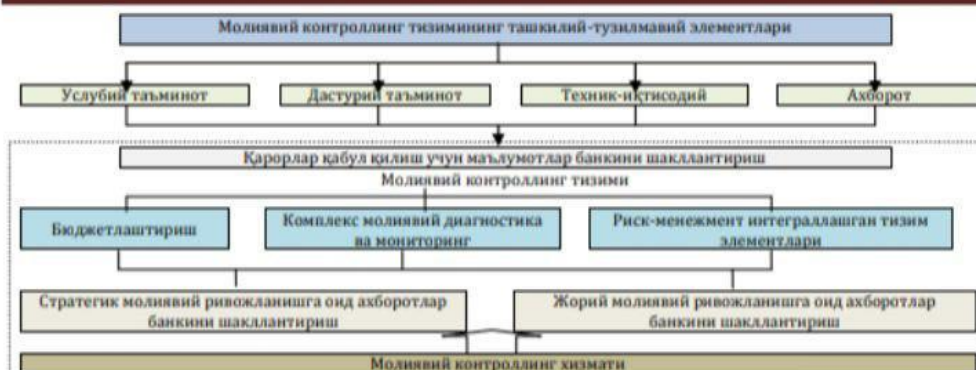 Молиявий контроллинг тизимининг ташкилий-тузилмавий элементлари
Услубий таъминот
Дастурий таъминот
Техник-иқтисодий
Ахборот
Қарорлар қабул қилиш учун маълумотлар банкини шакллантириш
Молиявий контроллинг тизими
Бюджетлаштириш
Комплекс молиявий диагностика
ва мониторинг
Риск-менежмент интеграллашган тизим
элементлари
Стратегик молиявий ривожланишга оид ахборотлар
банкини шакллантириш
Жорий молиявий ривожланишга оид ахборотлар
банкини шакллантириш
Молиявий контроллинг хизмати